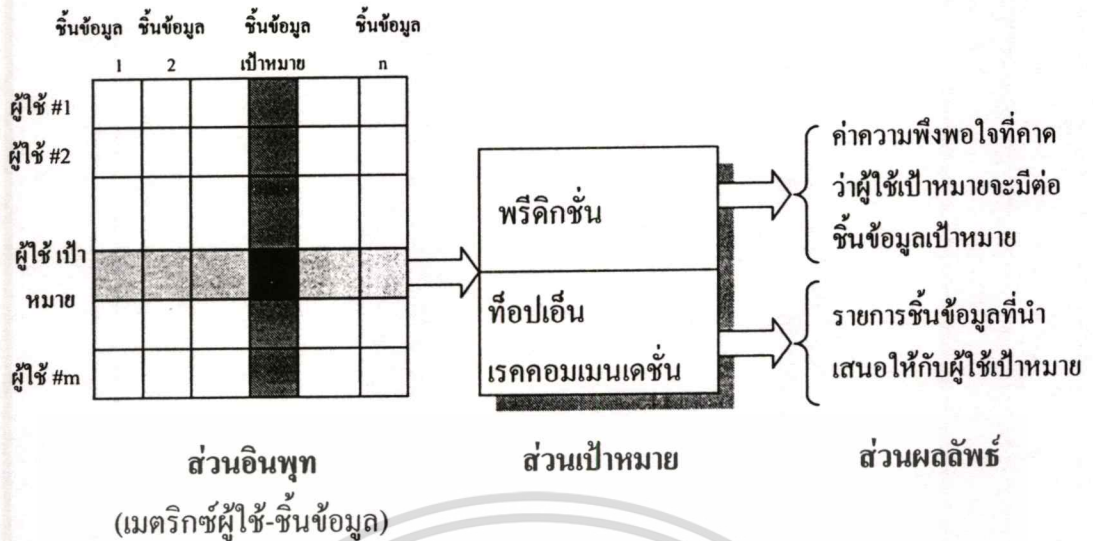 ชิ้นข้อมูล ชิ้นข้อมูล ชิ้นข้อมูล ชิ้นข้อมูล
1 2 เป้าหมาย n
ผู้ใช้ #1
ผู้ใช้ #2
ผู้ใช้ เป้า
หมาย
ผู้ใช้ #m
พรีดิกชั่น
ท็อปเอ็น
เรคคอมเมนเดชั่น
ค่าความพึงพอใจที่คาด
ว่าผู้ใช้เป้าหมายจะมีต่อ
ชิ้นข้อมูลเป้าหมาย
รายการชิ้นข้อมูลที่นำ
เสนอให้กับผู้ใช้เป้าหมาย
ส่วนอินพุท ส่วนเป้าหมาย ส่วนผลลัพธ์
(เมตริกซ์ผู้ใช้-ชิ้นข้อมูล)